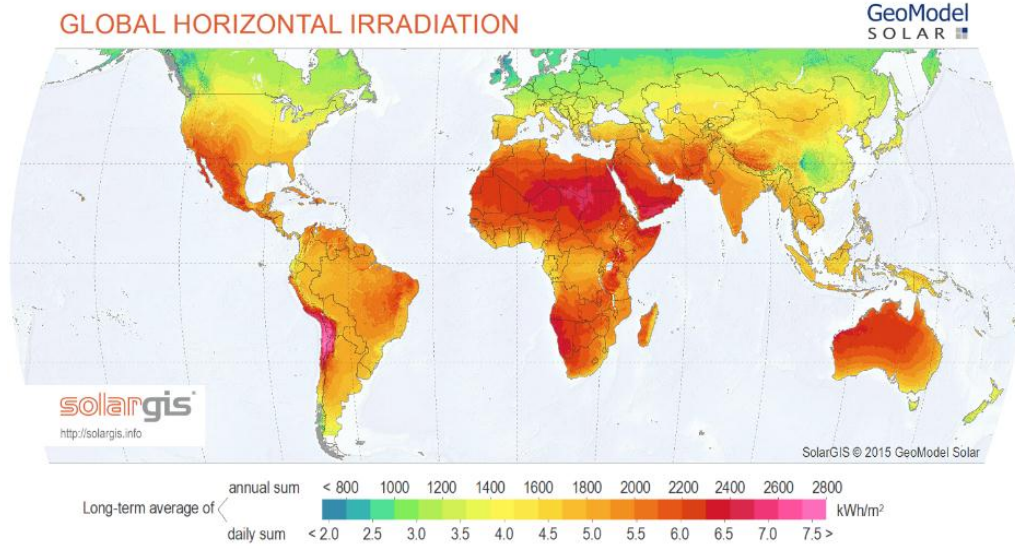 GLOBAL HORIZONTAL IRRADIATION
GeoModel
SOLAR
solargis
http://solargis.info
SolarGIS © 2015 GeoModel Solar
Long-term average of
annual sum < 800 1000 1200 1400 1600 1800 2000 2200 2400 2600 2800
kWh/m²
daily sum < 2.0 2.5 3.0 3.5 4.0 4.5 5.0 5.5 6.0 6.5 7.0 7.5 >